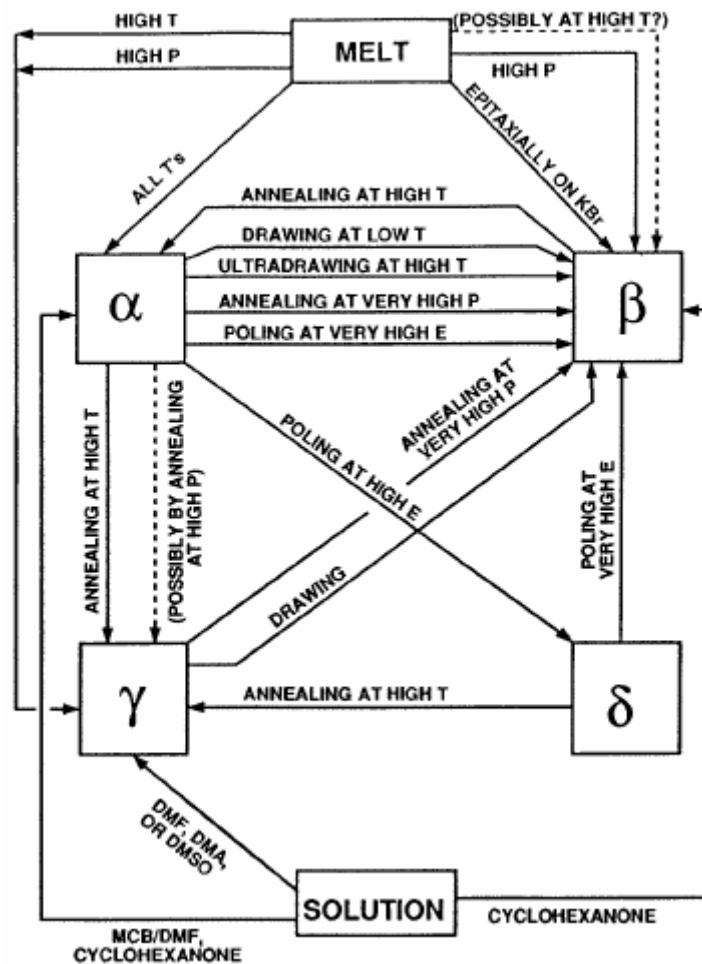 HIGH T
(POSSIBLY AT HIGH T?)
MELT
HIGH P
HIGH P
ALL T's
EPITAXIALLY ON KBr
ANNEALING AT HIGH T
DRAWING AT LOW T
ULTRADRAWING AT HIGH T
α
β
ANNEALING AT VERY HIGH P
POLING AT VERY HIGH E
ANNEALING AT HIGH T
(POSSIBLY BY ANNEALING
AT HIGH P)
POLING AT HIGH E
ANNEALING AT
VERY HIGH P
DRAWING
POLING AT
VERY HIGH E
γ
ANNEALING AT HIGH T
δ
DMF, DMA,
OR DMSO
SOLUTION
CYCLOHEXANONE
MCB/DMF,
CYCLOHEXANONE